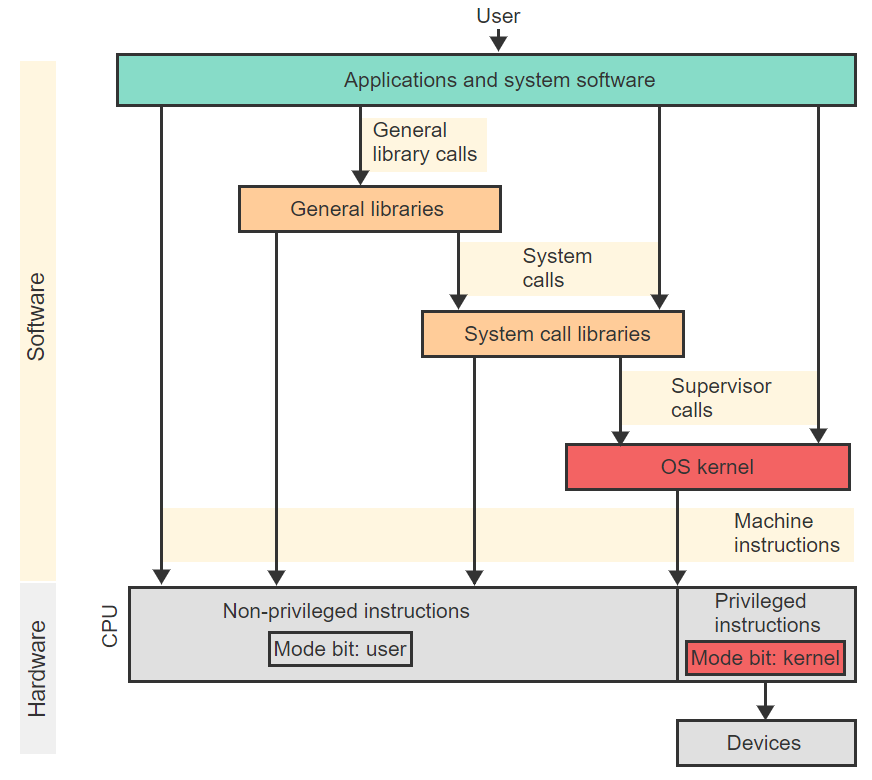 User
Applications and system software
General
library calls
General libraries
System
calls
System call libraries
Supervisor
calls
OS kernel
Machine
instructions
Software
Hardware
CPU
Non-privileged instructions
Mode bit: user
Privileged
instructions
Mode bit: kernel
Devices